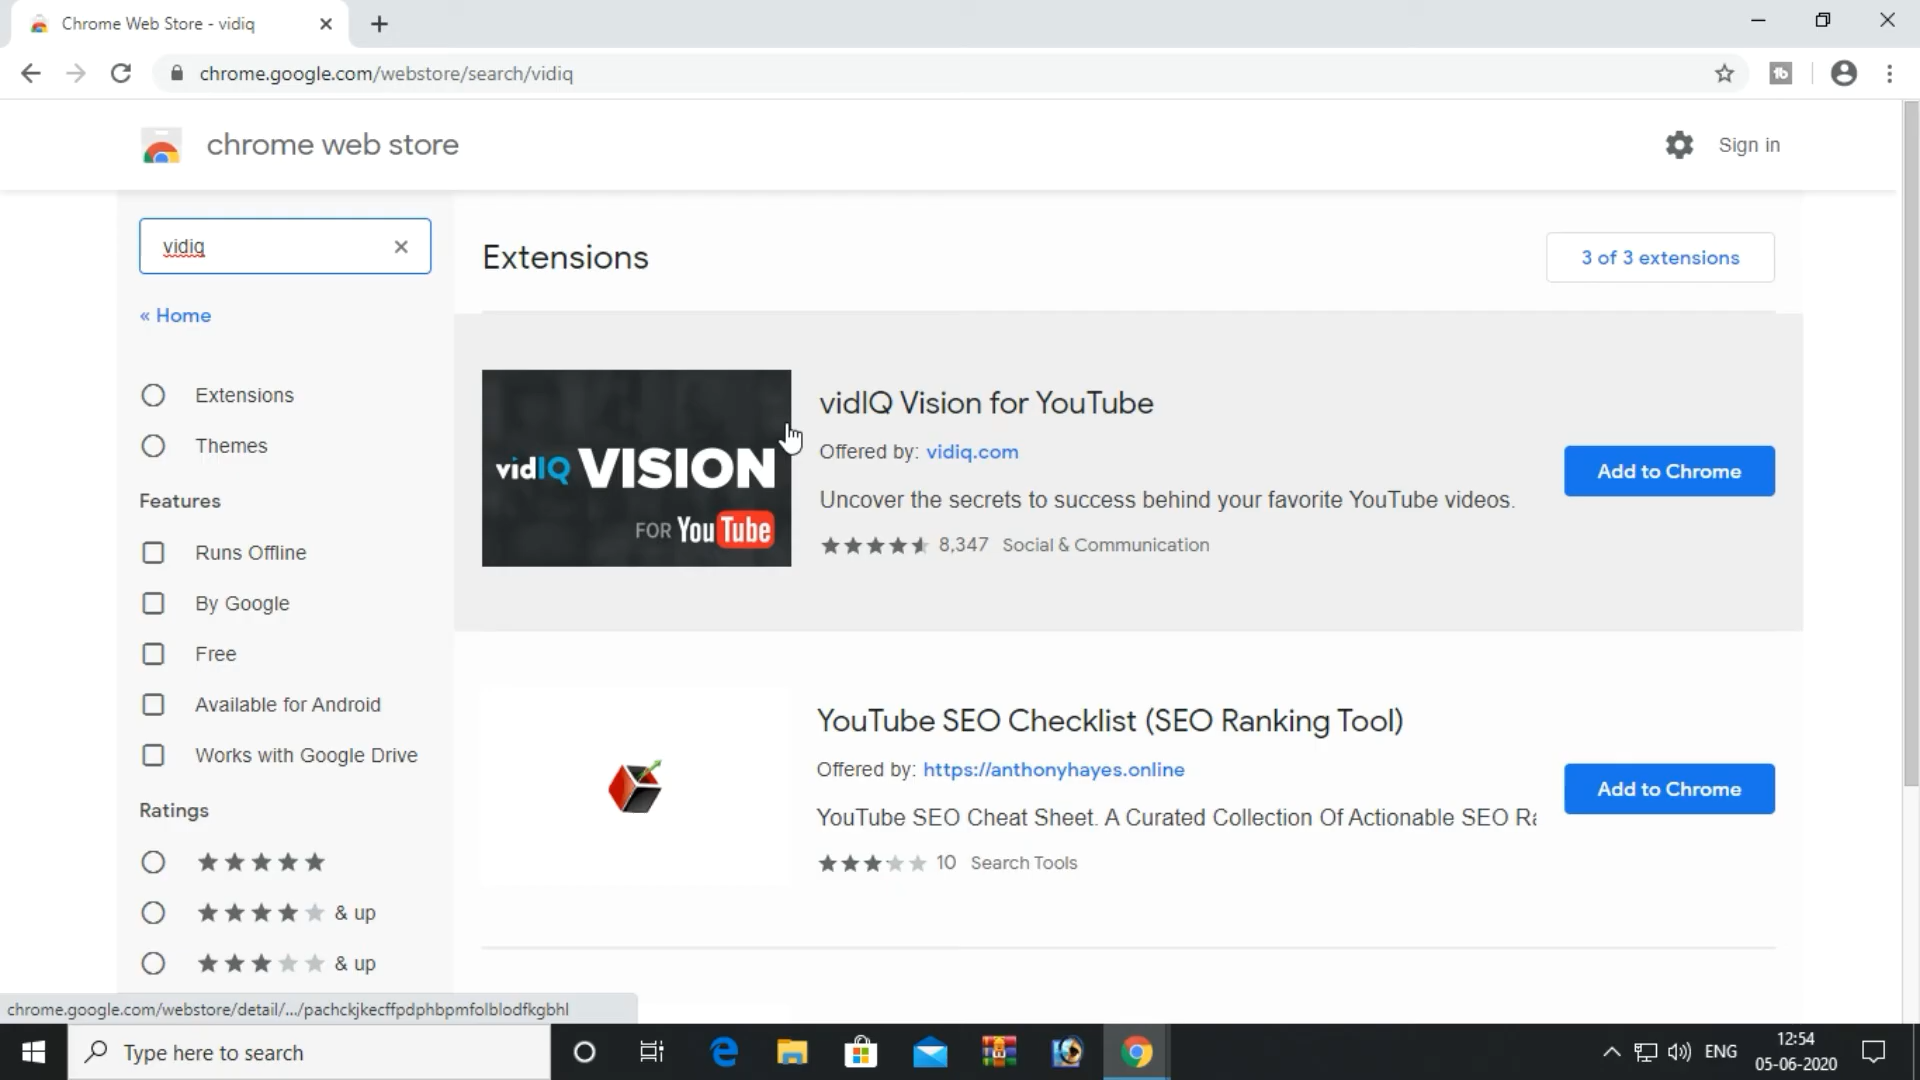 Chrome Web Store - vidiq
chrome.google.com/webstore/search/vidiq
chrome web store
Sign in
vidiq
Extensions
3 of 3 extensions
« Home
Extensions
Themes
Features
Runs Offline
By Google
Free
Available for Android
Works with Google Drive
Ratings
& up
& up
vidIQ VISION
FOR YouTube
vidIQ Vision for YouTube
Offered by: vidiq.com
Uncover the secrets to success behind your favorite YouTube videos.
8,347 Social & Communication
Add to Chrome
YouTube SEO Checklist (SEO Ranking Tool)
Offered by: https://anthonyhayes.online
YouTube SEO Cheat Sheet. A Curated Collection Of Actionable SEO Ra
10 Search Tools
Add to Chrome
chrome.google.com/webstore/detail/.../pachckjkecffpdphbpmfolblodfkgbhl
Type here to search
ENG
12:54
05-06-2020